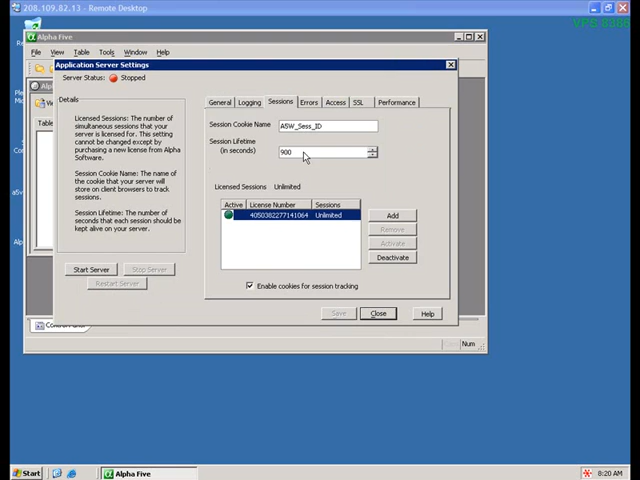 208.109.82.13 - Remote Desktop
VPS 8388
Alpha Five
File View Table Tools Window Help
Application Server Settings
Server Status: Stopped
Details
Licensed Sessions: The number of simultaneous sessions that your server is licensed for. This setting cannot be changed except by purchasing a new license from Alpha Software.
Session Cookie Name: The name of the cookie that your server will store on client browsers to track sessions.
Session Lifetime: The number of seconds that each session should be kept alive on your server.
Start Server
Stop Server
Restart Server
General Logging Sessions Errors Access SSL Performance
Session Cookie Name A5W_Sess_ID
Session Lifetime
(in seconds) 900
Licensed Sessions Unlimited
Active License Number Sessions
4050382277141064 Unlimited
Add
Remove
Activate
Deactivate
Enable cookies for session tracking
Save Close Help
Num
Start
Alpha Five
8:20 AM